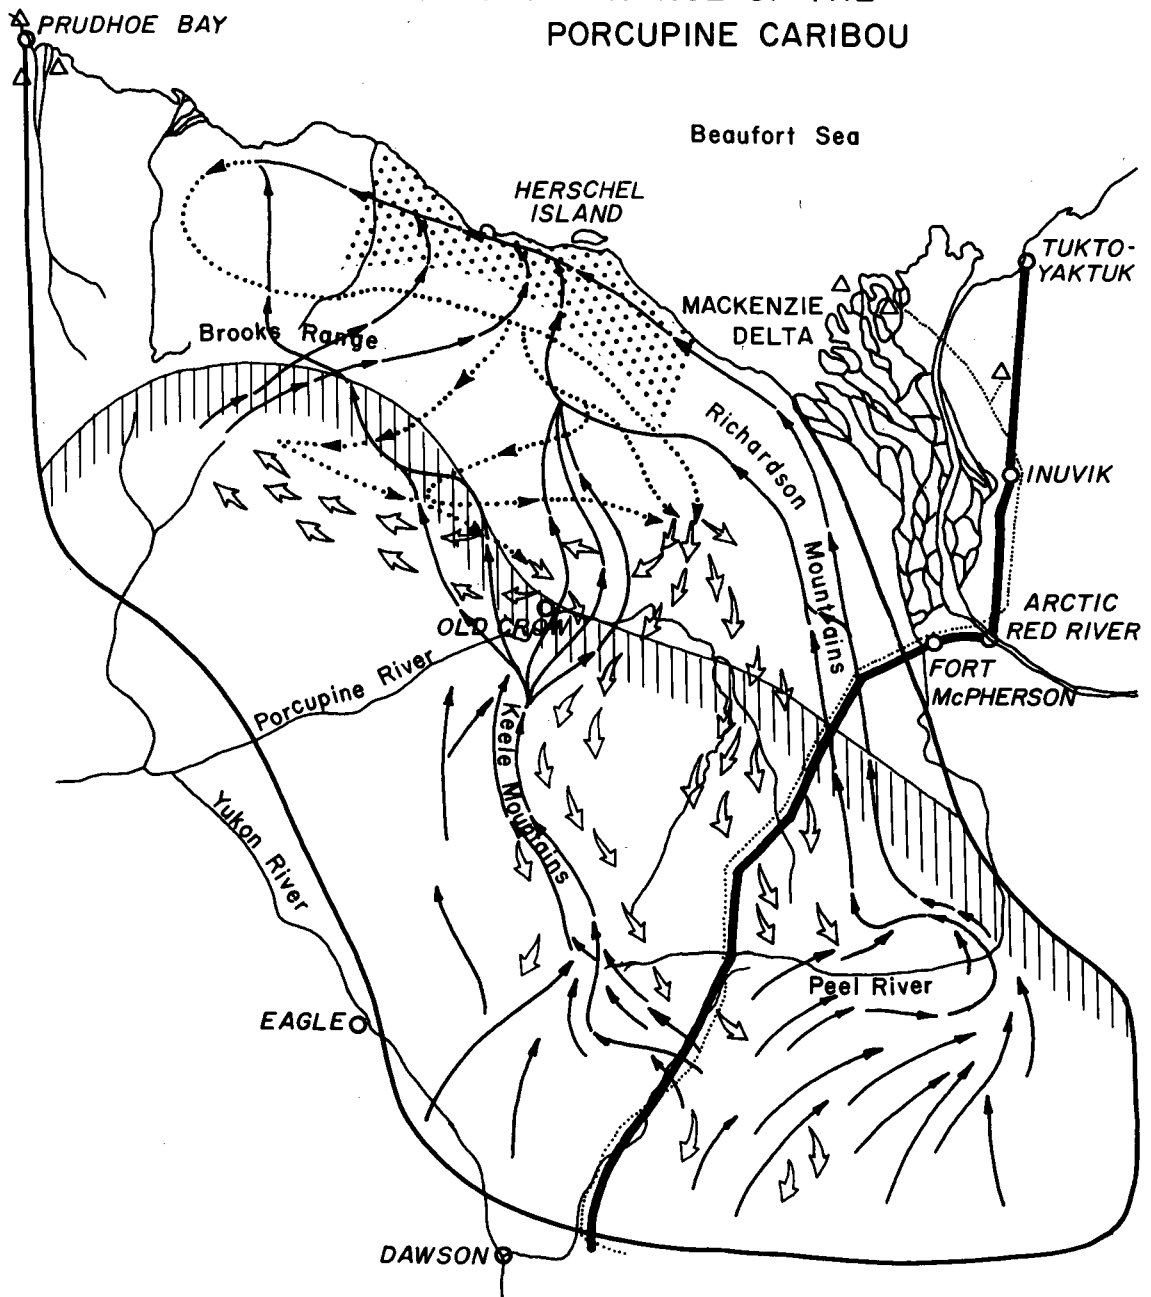 PORCUPINE CARIBOU
PRUDHOE BAY
Beaufort Sea
HERSCHEL
ISLAND
TUKTO-
YAKTUK
MACKENZIE
DELTA
Brooks Range
Richardson
Mountains
INUVIK
ARCTIC
RED RIVER
OLD CROW
FORT
McPHERSON
Porcupine River
Keele Mountains
Yukon River
Peel River
EAGLE
DAWSON